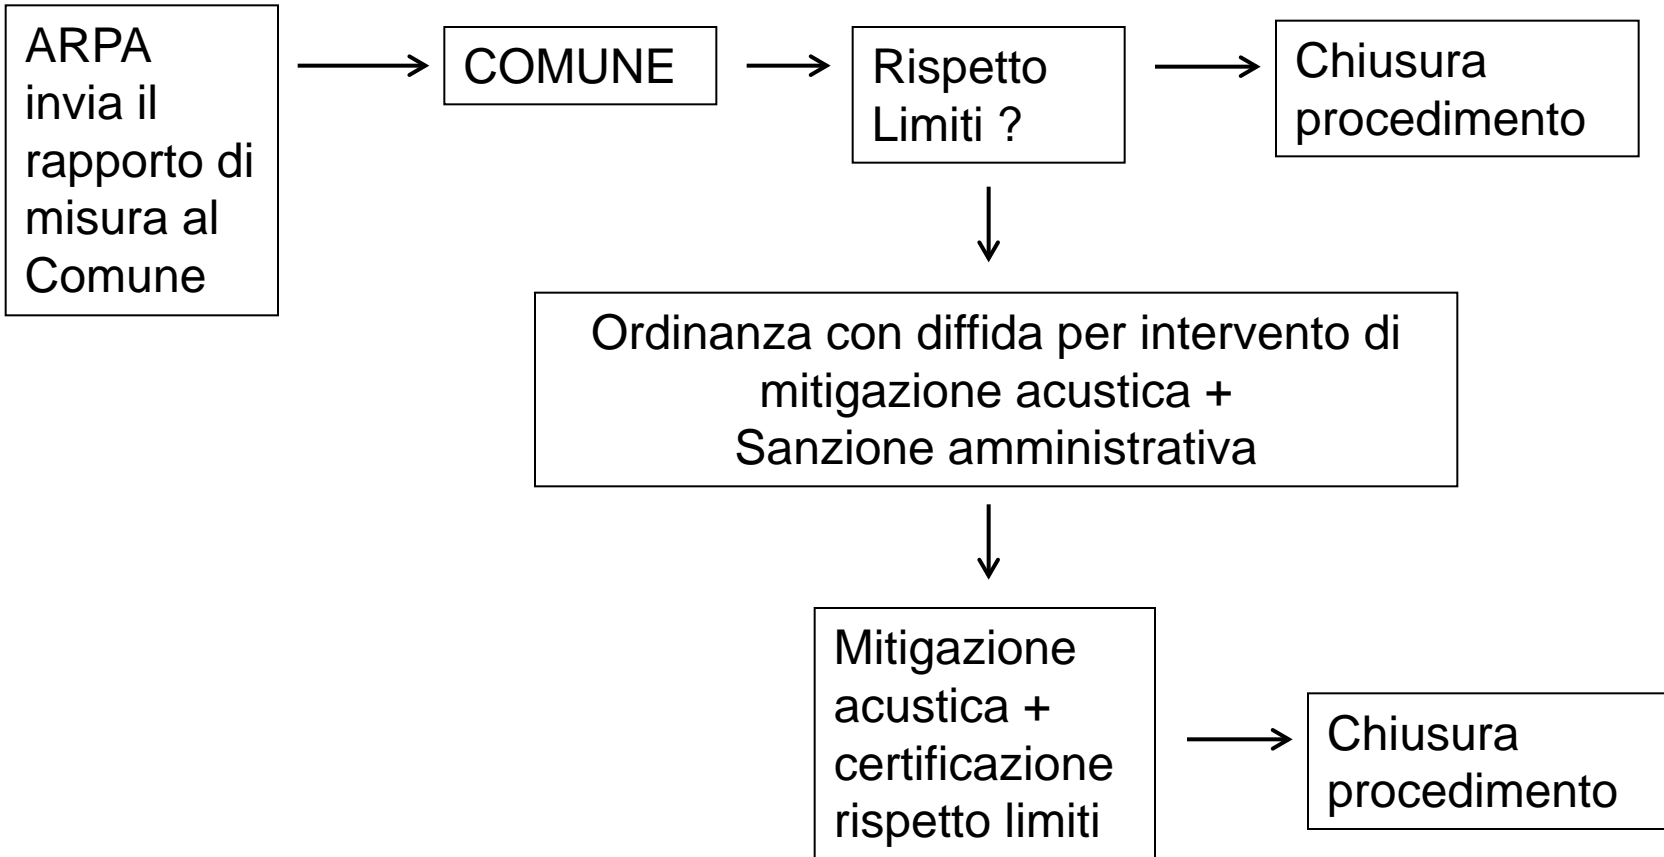 ARPA
invia il
rapporto di
misura al
Comune
COMUNE
Rispetto
Limiti ?
Chiusura
procedimento
Ordinanza con diffida per intervento di
mitigazione acustica +
Sanzione amministrativa
Mitigazione
acustica +
certificazione
rispetto limiti
Chiusura
procedimento